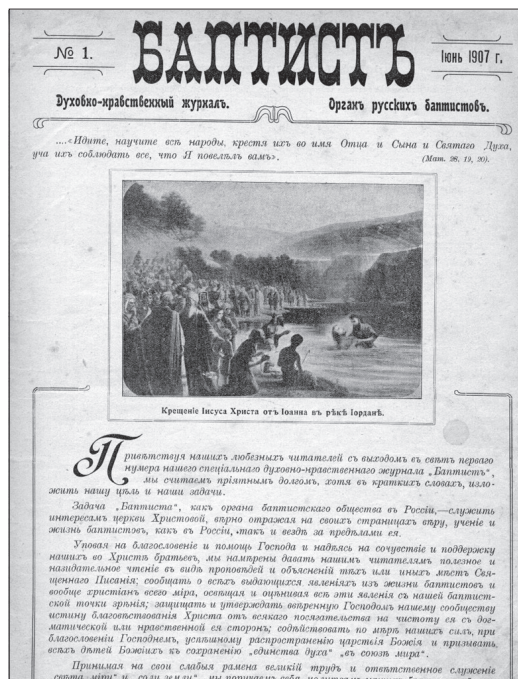 № 1.
БАПТИСТЪ
Іюнь 1907 г.
Духовно-нравственный журналъ.
Органъ русскихъ баптистовъ.
....«Идите, научите всѣ народы, крестя ихъ во имя Отца и Сына и Святаго Духа,
уча ихъ соблюдать все, что Я повелѣлъ вамъ».
(Мат. 28, 19, 20).
Крещеніе Іисуса Христа отъ Іоанна въ рѣкѣ Іорданѣ.
Привѣтствуя нашихъ любезныхъ читателей съ выходомъ въ свѣтъ перваго
нумера нашего спеціальнаго духовно-нравственнаго журнала „Баптистъ",
мы считаемъ пріятнымъ долгомъ, хотя въ краткихъ словахъ, изло-
жить нашу цѣль и наши задачи.
Задача „Баптиста", какъ органа баптистскаго общества въ Россіи,—служить
интересамъ церкви Христовой, вѣрно отражая на своихъ страницахъ вѣру, ученіе и
жизнь баптистовъ, какъ въ Россіи, такъ и вездѣ за предѣлами ея.
Уповая на благословеніе и помощь Господа и надѣясь на сочувствіе и поддержку
нашихъ во Христѣ братьевъ, мы намѣрены давать нашимъ читателямъ полезное и
назидательное чтеніе въ видѣ проповѣдей и объясненій тѣхъ или иныхъ мѣстъ Свя-
щеннаго Писанія; сообщать о всѣхъ выдающихся явленіяхъ изъ жизни баптистовъ и
вообще христіанъ всего міра, освѣщая и оцѣнивая всѣ эти явленія съ нашей баптист-
ской точки зрѣнія; защищать и утверждать ввѣренную Господомъ нашему сообществу
истину благовѣствованія Христа отъ всякаго посягательства на чистоту ея съ дог-
матической или нравственной ея сторонъ; содѣйствовать по мѣрѣ нашихъ силъ, при
благословеніи Господнемъ, успѣшному распространенію царствія Божія и призывать
всѣхъ дѣтей Божіихъ къ сохраненію „единства духа" „въ союзѣ мира".
Принимая на свои слабыя рамена великій трудъ и отвѣтственное служеніе
„свѣта міру" и „соли земли", мы поручаемъ себя